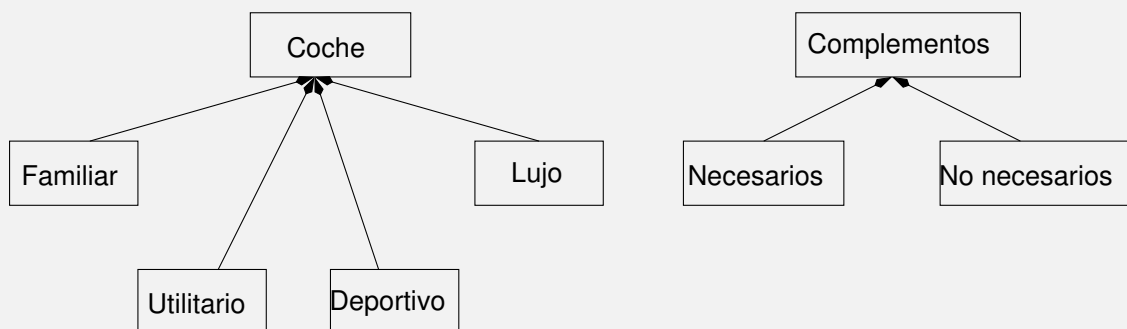 Coche
Complementos
Familiar
Lujo
Necesarios
No necesarios
Utilitario
Deportivo